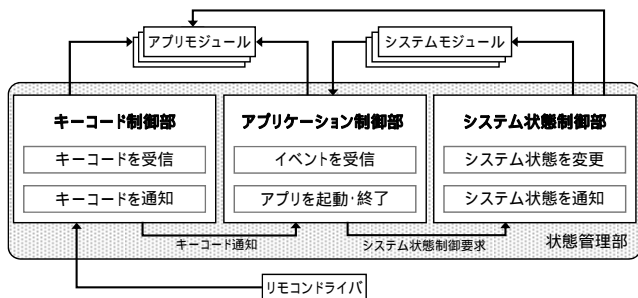 アプリモジュール
システムモジュール
キーコード制御部
アプリケーション制御部
システム状態制御部
キーコードを受信
イベントを受信
システム状態を変更
キーコードを通知
アプリを起動・終了
システム状態を通知
キーコード通知
システム状態制御要求
状態管理部
リモコンドライバ